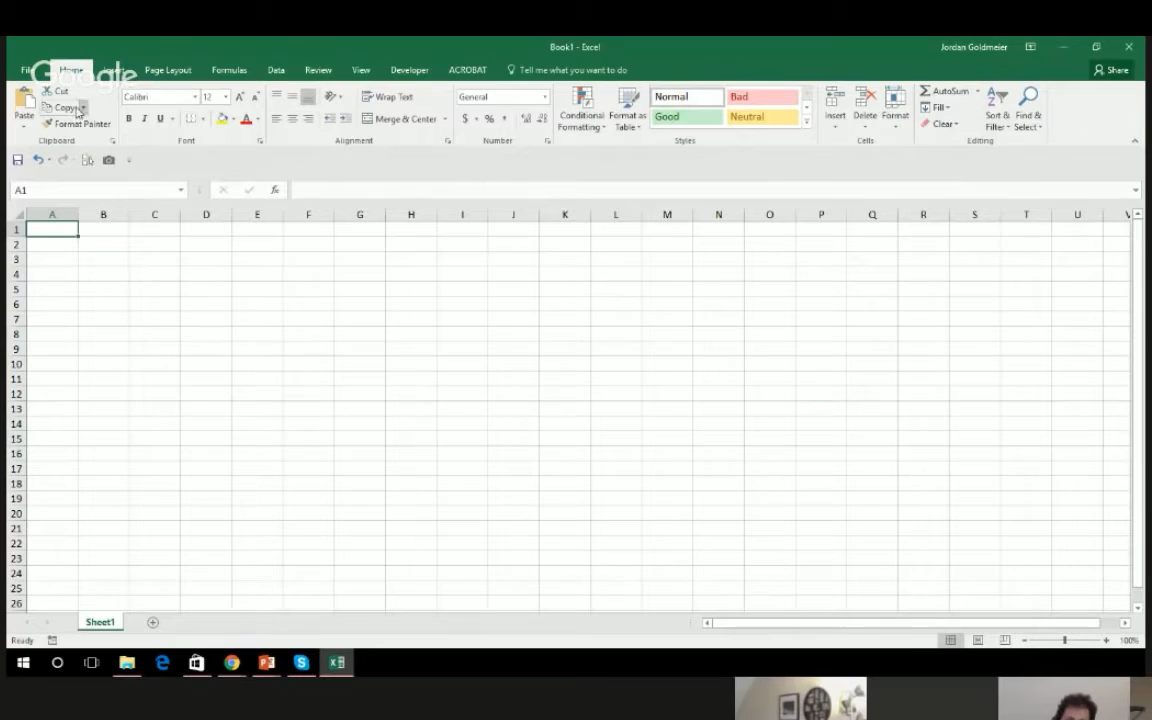 Book1 - Excel
Jordan Goldmeier
Google
Home
Insert
Page Layout
Formulas
Data
Review
View
Developer
ACROBAT
Tell me what you want to do
Share
Paste
Cut
Copy
Format Painter
Clipboard
Calibri
12
B I U
Font
Wrap Text
Merge & Center
Alignment
General
$ % ,
Number
Conditional Formatting
Format as Table
Normal
Bad
Good
Neutral
Styles
Insert
Delete
Format
Cells
AutoSum
Fill
Clear
Sort & Filter
Find & Select
Editing
A1
fx
A B C D E F G H I J K L M N O P Q R S T U V
1
2
3
4
5
6
7
8
9
10
11
12
13
14
15
16
17
18
19
20
21
22
23
24
25
26
Sheet1
Ready
100%